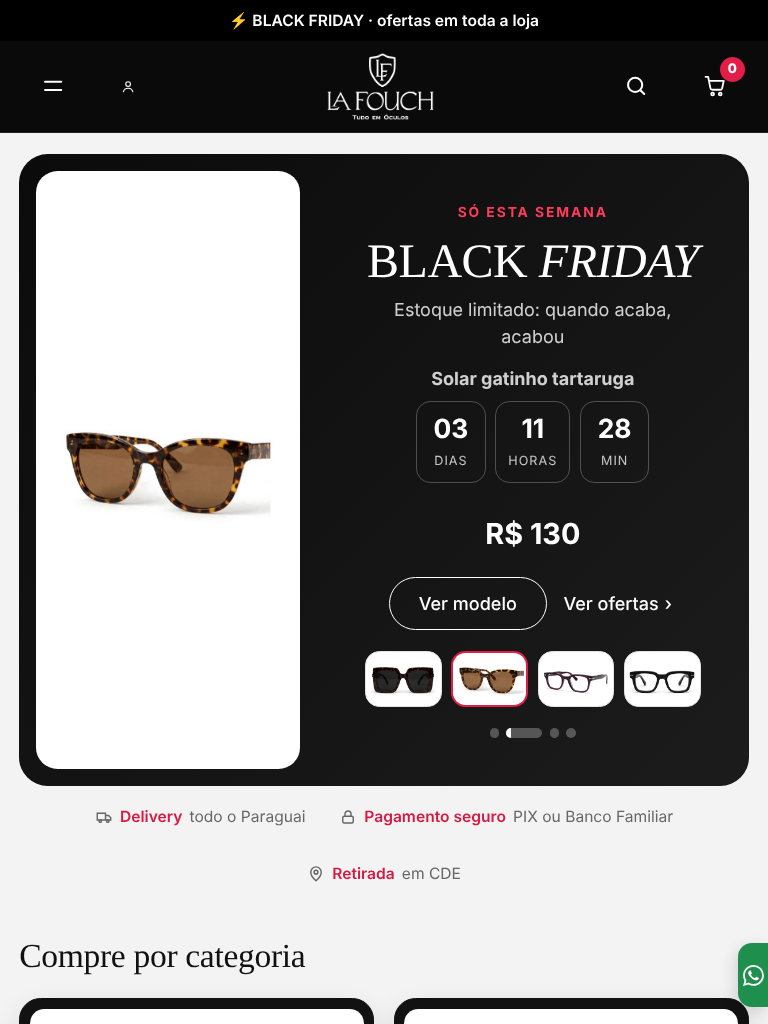 ⚡ BLACK FRIDAY · ofertas em toda a loja
LF
LA FOUCH
Tudo em Óculos
0
SÓ ESTA SEMANA
BLACK FRIDAY
Estoque limitado: quando acaba,
acabou
Solar gatinho tartaruga
03 11 28
DIAS HORAS MIN
R$ 130
Ver modelo Ver ofertas ›
Delivery todo o Paraguai Pagamento seguro PIX ou Banco Familiar
Retirada em CDE
Compre por categoria